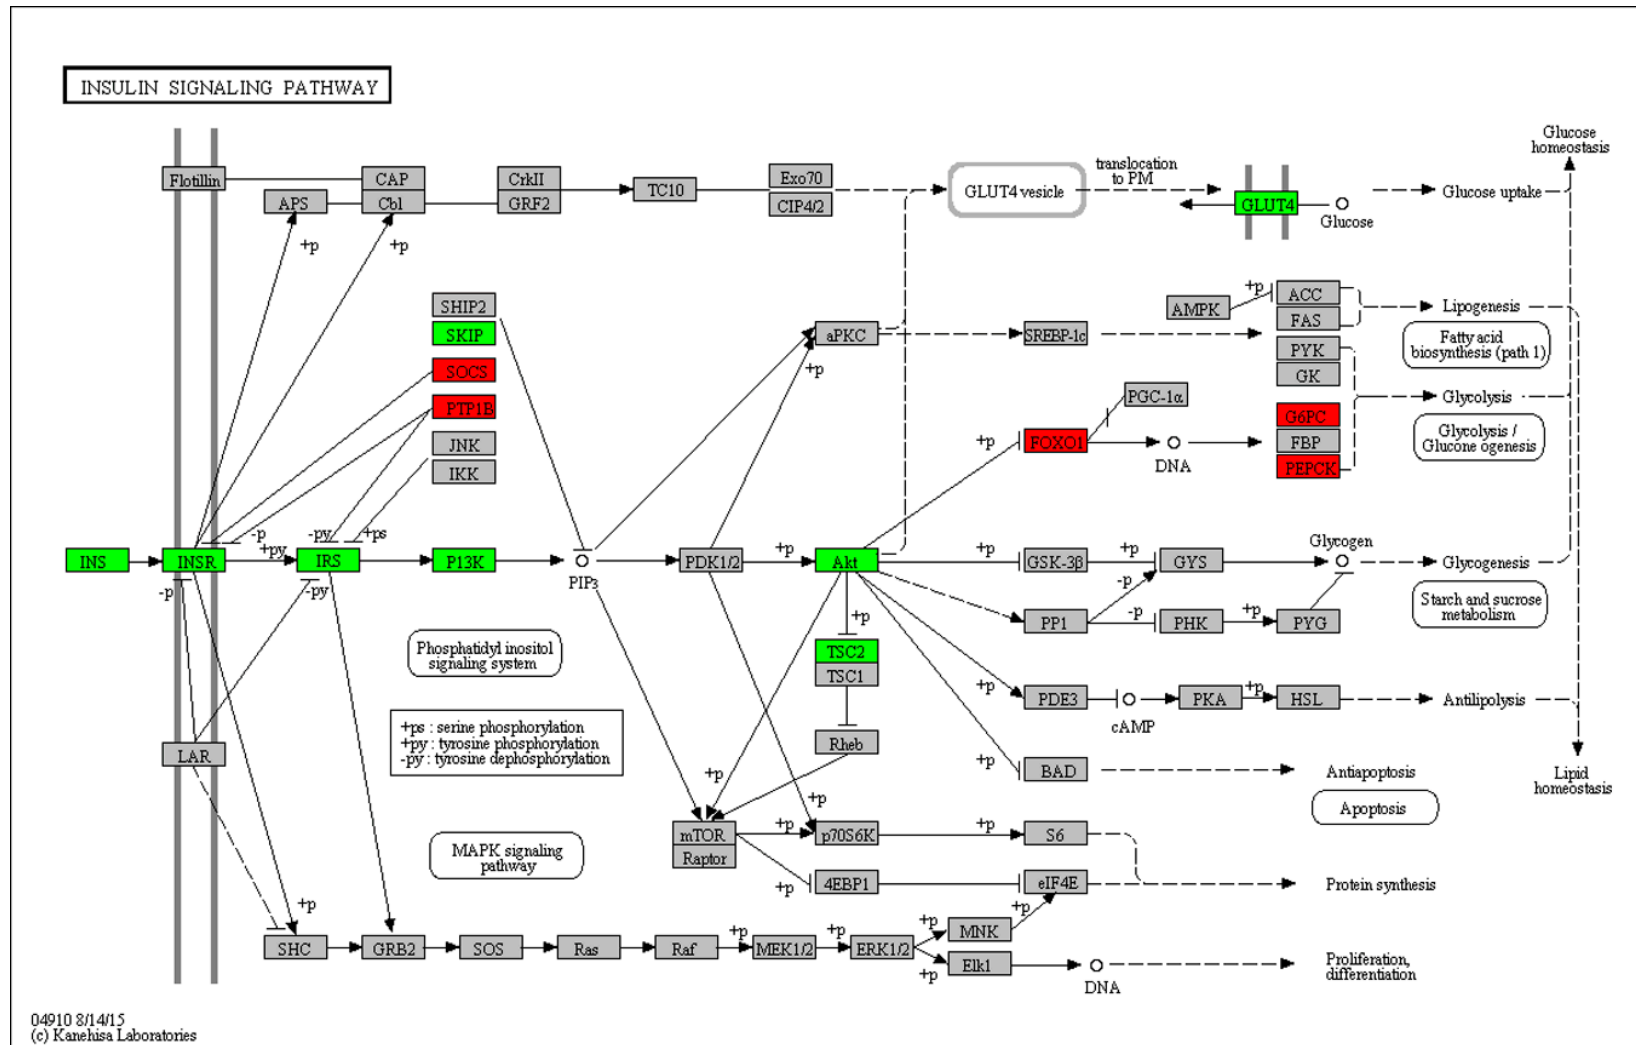 INSULIN SIGNALING PATHWAY
Glucose
homeostasis
Flotillin
CAP
CrkII
Exo70
translocation
to PM
APS
Cbl
GRF2
TC10
CIP4/2
GLUT4 vesicle
GLUT4
Glucose
Glucose uptake
+p
+p
SHIP2
SKIP
SOCS
PTP1B
JNK
IKK
aPKC
+p
SREBP-1c
AMPK
+p
ACC
FAS
Lipogenesis
Fatty acid
biosynthesis (path 1)
PYK
GK
PGC-1α
Glycolysis
G6PC
FBP
PEPCK
Glycolysis /
Glucone ogenesis
+p
FOXO1
DNA
-p
+py
-py
+ps
INS
INSR
IRS
P13K
PIP3
PDK1/2
+p
Akt
+p
GSK-3β
+p
GYS
Glycogen
Glycogenesis
-p
-py
-p
-p
+p
PP1
PHK
PYG
Starch and sucrose
metabolism
Phosphatidyl inositol
signaling system
+p
TSC2
TSC1
+p
PDE3
cAMP
PKA
+p
HSL
Antilipolysis
+ps : serine phosphorylation
+py : tyrosine phosphorylation
-py : tyrosine dephosphorylation
LAR
Rheb
+p
+p
BAD
Antiapoptosis
Lipid
homeostasis
Apoptosis
MAPK signaling
pathway
mTOR
Raptor
+p
+p
p70S6K
+p
S6
+p
4EBP1
eIF4E
Protein synthesis
+p
SHC
GRB2
SOS
Ras
Raf
+p
MEK1/2
+p
ERK1/2
+p
MNK
+p
+p
Elk1
DNA
Proliferation,
differentiation
04910 8/14/15
(c) Kanehisa Laboratories